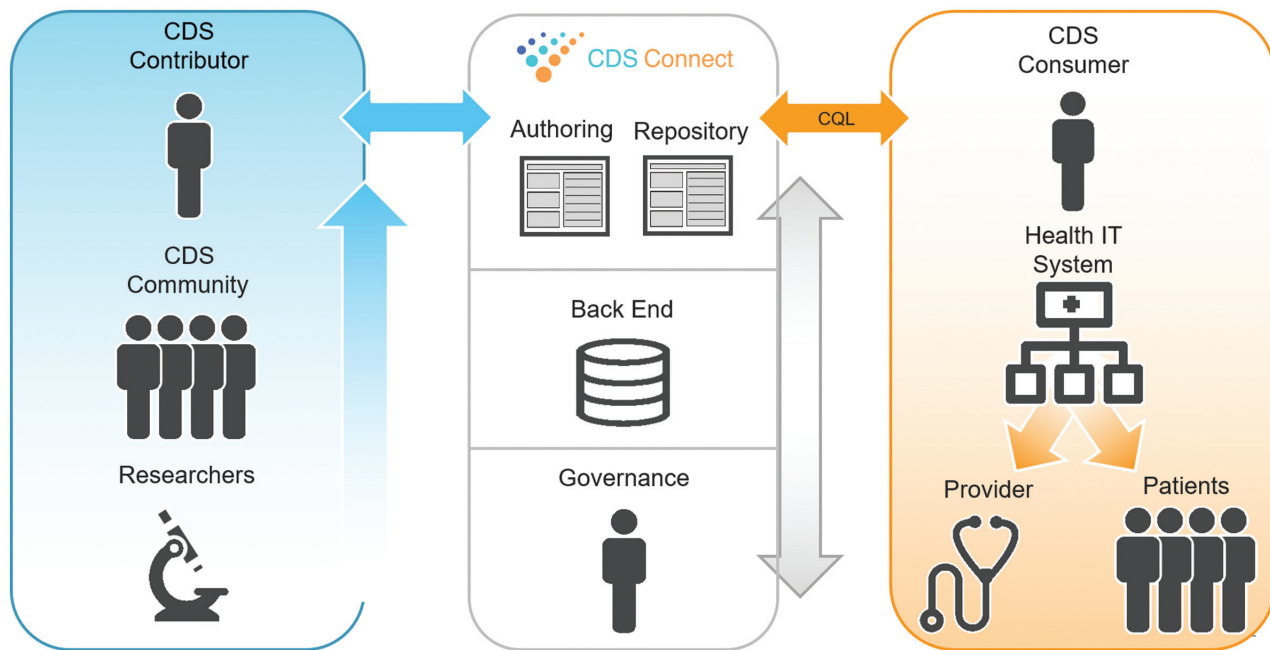 CDS
Contributor
CDS
Community
Researchers
CDS Connect
Authoring
Repository
Back End
Governance
CQL
CDS
Consumer
Health IT
System
Provider
Patients